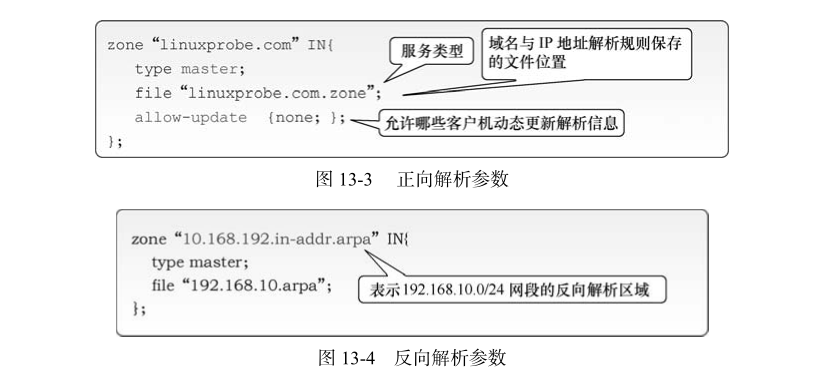 zone “linuxprobe.com” IN{
type master;
file “linuxprobe.com.zone”;
allow-update {none; };
};
服务类型
域名与 IP 地址解析规则保存
的文件位置
允许哪些客户机动态更新解析信息
图 13-3 正向解析参数
zone “10.168.192.in-addr.arpa” IN{
type master;
file “192.168.10.arpa”;
};
表示192.168.10.0/24 网段的反向解析区域
图 13-4 反向解析参数